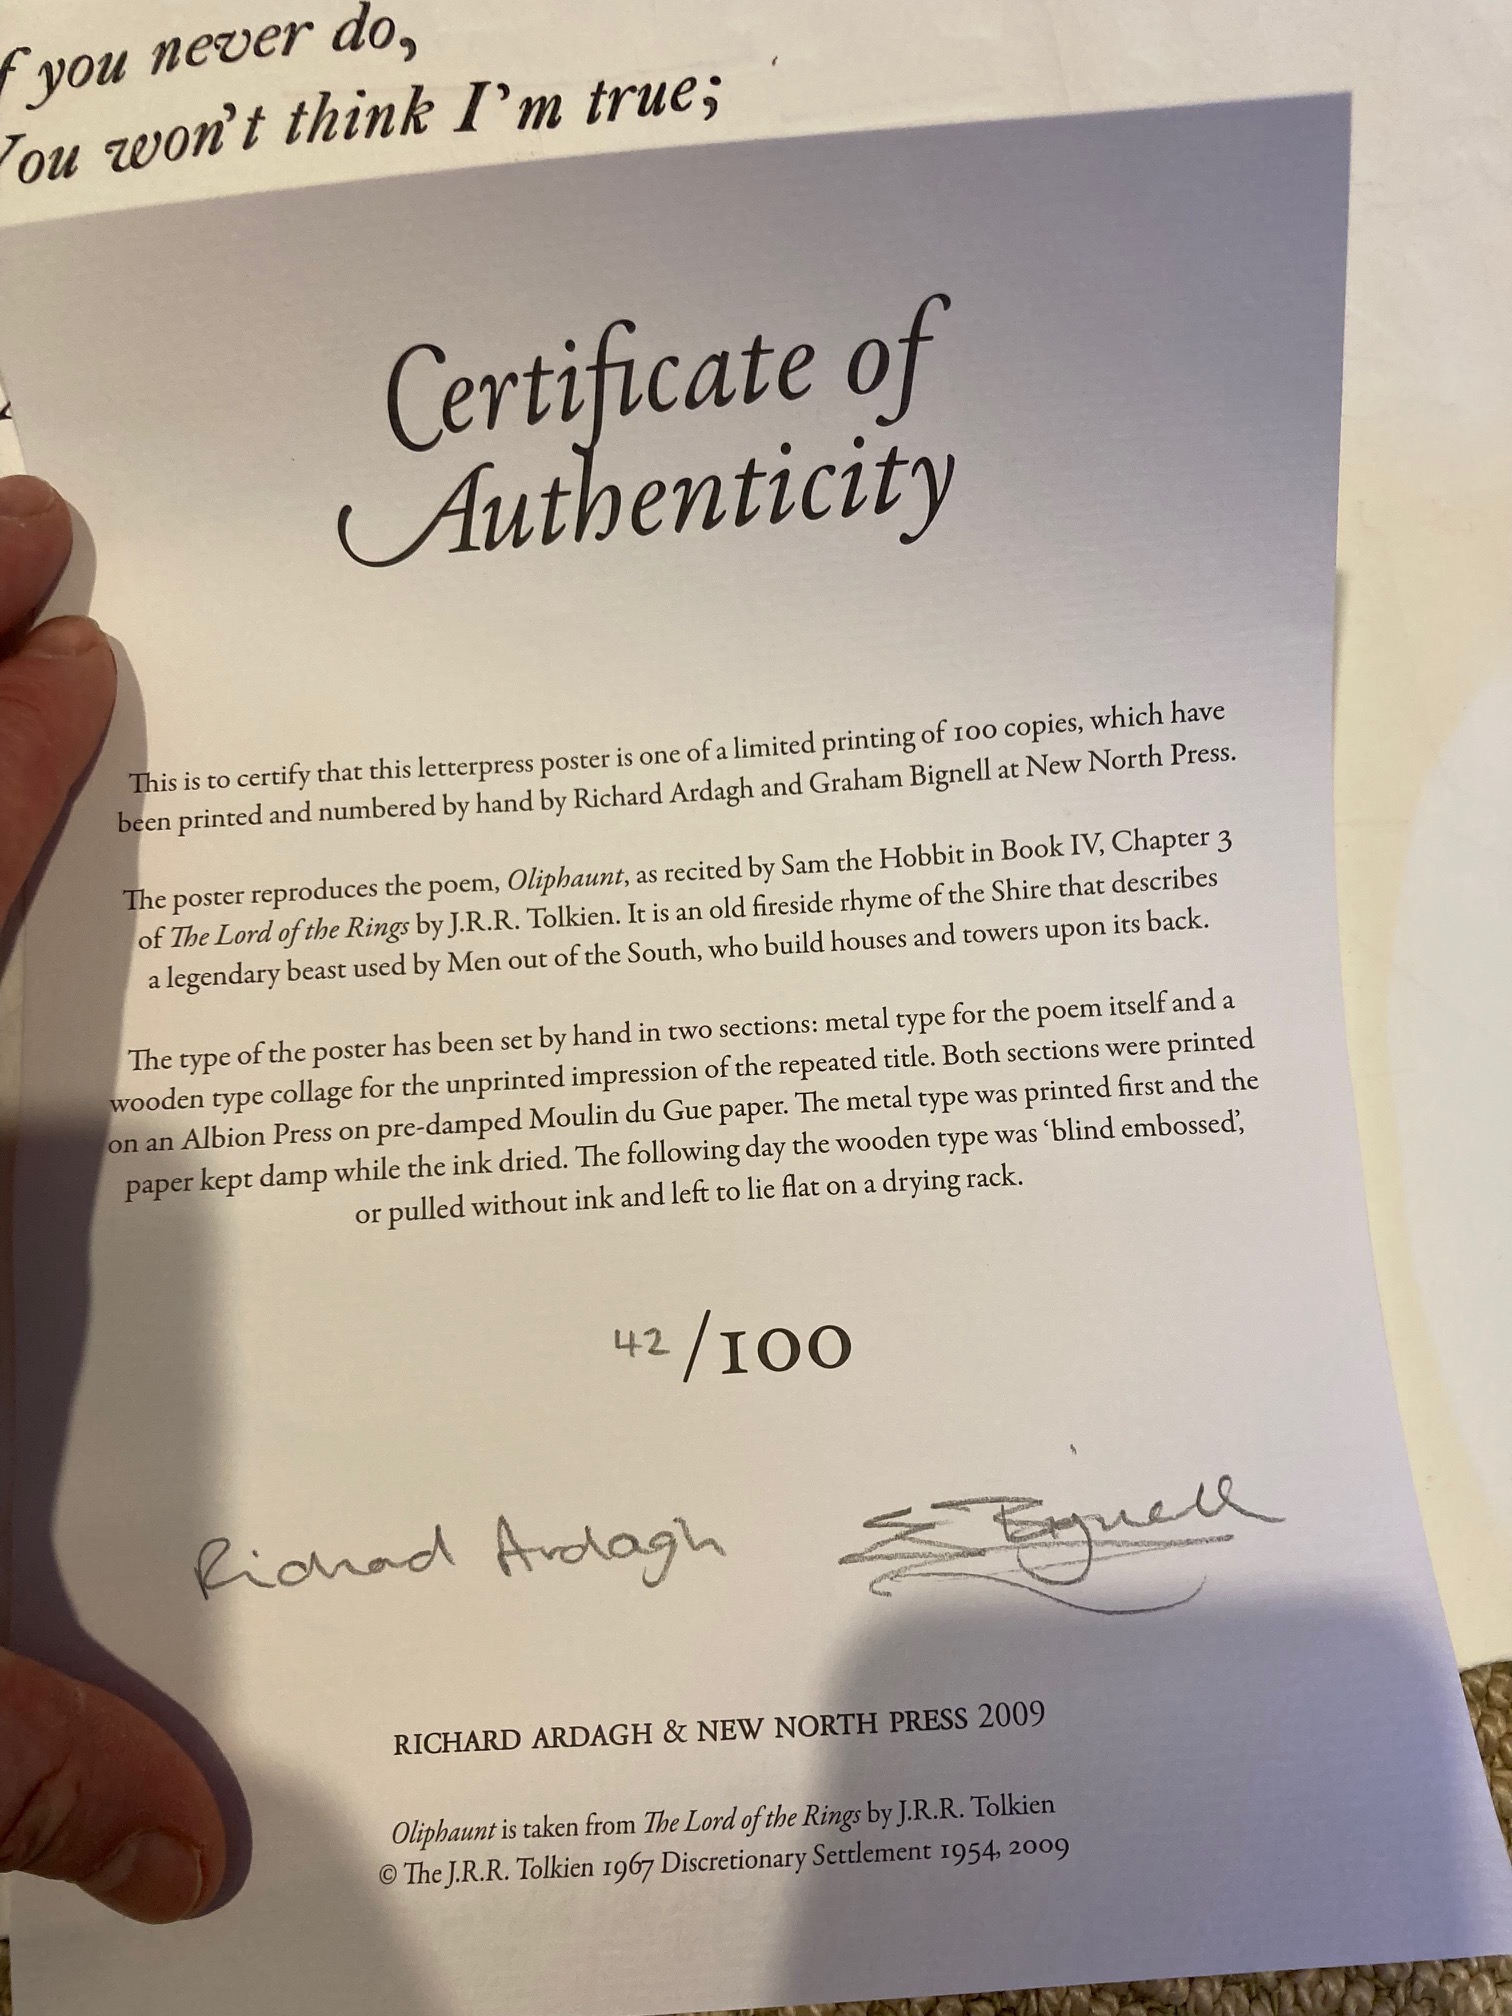 f you never do,
You won't think I'm true;
Certificate of
Authenticity
This is to certify that this letterpress poster is one of a limited printing of 100 copies, which have
been printed and numbered by hand by Richard Ardagh and Graham Bignell at New North Press.
The poster reproduces the poem, Oliphaunt, as recited by Sam the Hobbit in Book IV, Chapter 3
of The Lord of the Rings by J.R.R. Tolkien. It is an old fireside rhyme of the Shire that describes
a legendary beast used by Men out of the South, who build houses and towers upon its back.
The type of the poster has been set by hand in two sections: metal type for the poem itself and a
wooden type collage for the unprinted impression of the repeated title. Both sections were printed
on an Albion Press on pre-damped Moulin du Gue paper. The metal type was printed first and the
paper kept damp while the ink dried. The following day the wooden type was ‘blind embossed’,
or pulled without ink and left to lie flat on a drying rack.
42/100
Richard Ardagh Bignell
RICHARD ARDAGH & NEW NORTH PRESS 2009
Oliphaunt is taken from The Lord of the Rings by J.R.R. Tolkien
© The J.R.R. Tolkien 1967 Discretionary Settlement 1954, 2009